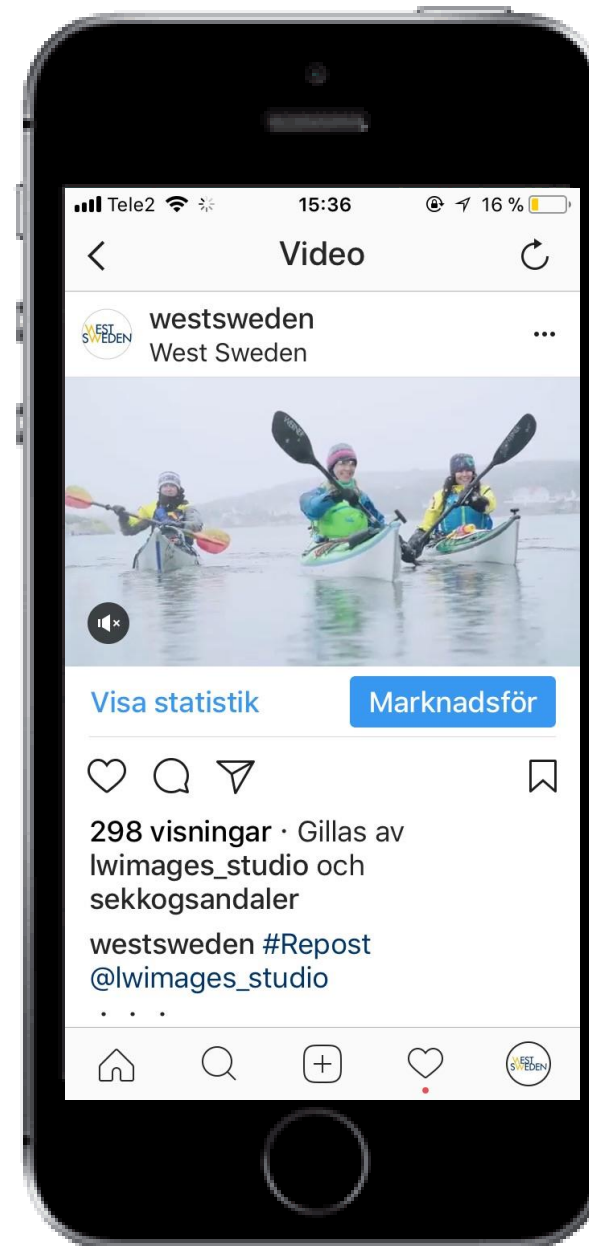 Tele2 15:36 16 %
Video
WEST SWEDEN westsweden
West Sweden
WERNER
Visa statistik Marknadsför
298 visningar · Gillas av
lwimages_studio och
sekkogsandaler
westsweden #Repost
@lwimages_studio
. . .
WEST SWEDEN